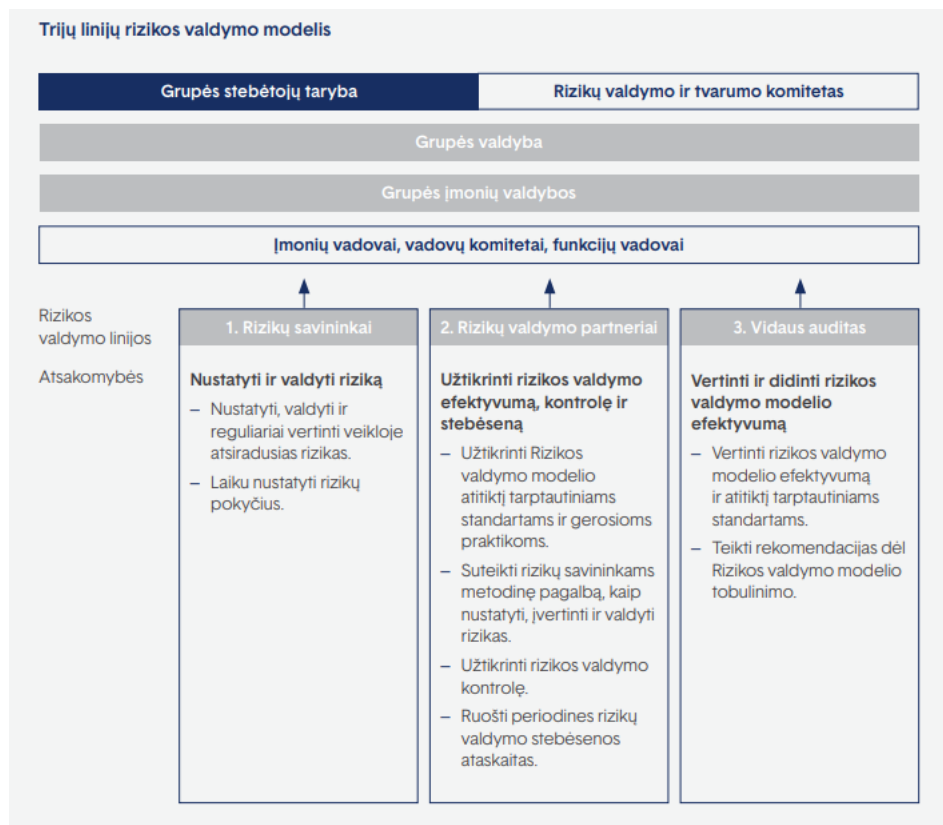 Trijų linijų rizikos valdymo modelis
Grupės stebėtojų taryba
Rizikų valdymo ir tvarumo komitetas
Grupės valdyba
Grupės įmonių valdybos
Įmonių vadovai, vadovų komitetai, funkcijų vadovai
Rizikos
valdymo linijos
1. Rizikų savininkai
2. Rizikų valdymo partneriai
3. Vidaus auditas
Atsakomybės
Nustatyti ir valdyti riziką
– Nustatyti, valdyti ir
reguliariai vertinti veikloje
atsiradusias rizikas.
– Laiku nustatyti rizikų
pokyčius.
Užtikrinti rizikos valdymo
efektyvumą, kontrolę ir
stebėseną
– Užtikrinti Rizikos
valdymo modelio
atitiktį tarptautiniams
standartams ir gerosioms
praktikoms.
– Suteikti rizikų savininkams
metodinę pagalbą, kaip
nustatyti, įvertinti ir valdyti
rizikas.
– Užtikrinti rizikos valdymo
kontrolę.
– Ruošti periodines rizikų
valdymo stebėsenos
ataskaitas.
Vertinti ir didinti rizikos
valdymo modelio
efektyvumą
– Vertinti rizikos valdymo
modelio efektyvumą
ir atitiktį tarptautiniams
standartams.
– Teikti rekomendacijas dėl
Rizikos valdymo modelio
tobulinimo.